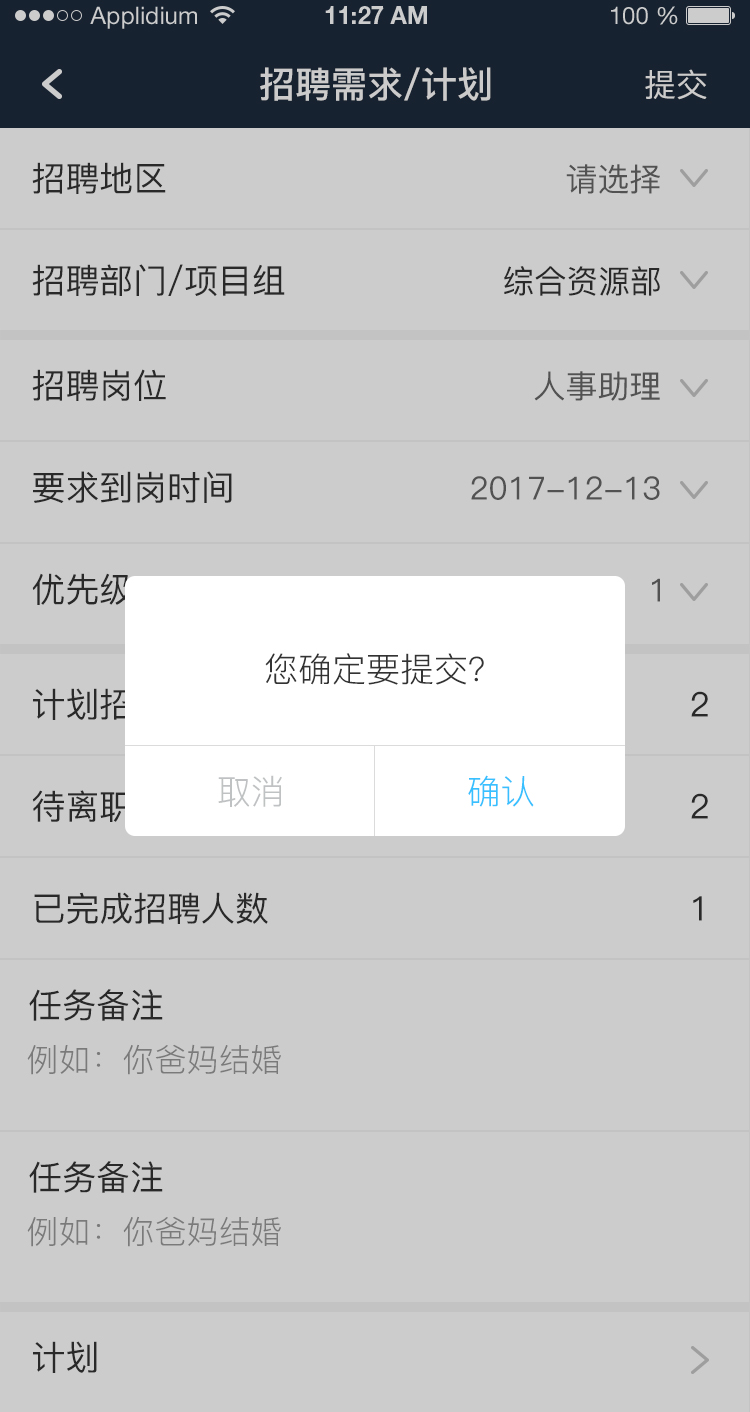 Applidium 11:27 AM 100 %
招聘需求/计划 提交
招聘地区 请选择
招聘部门/项目组 综合资源部
招聘岗位 人事助理
要求到岗时间 2017-12-13
优先级 1
您确定要提交?
计划招 2
取消 确认
待离职 2
已完成招聘人数 1
任务备注
例如：你爸妈结婚
任务备注
例如：你爸妈结婚
计划